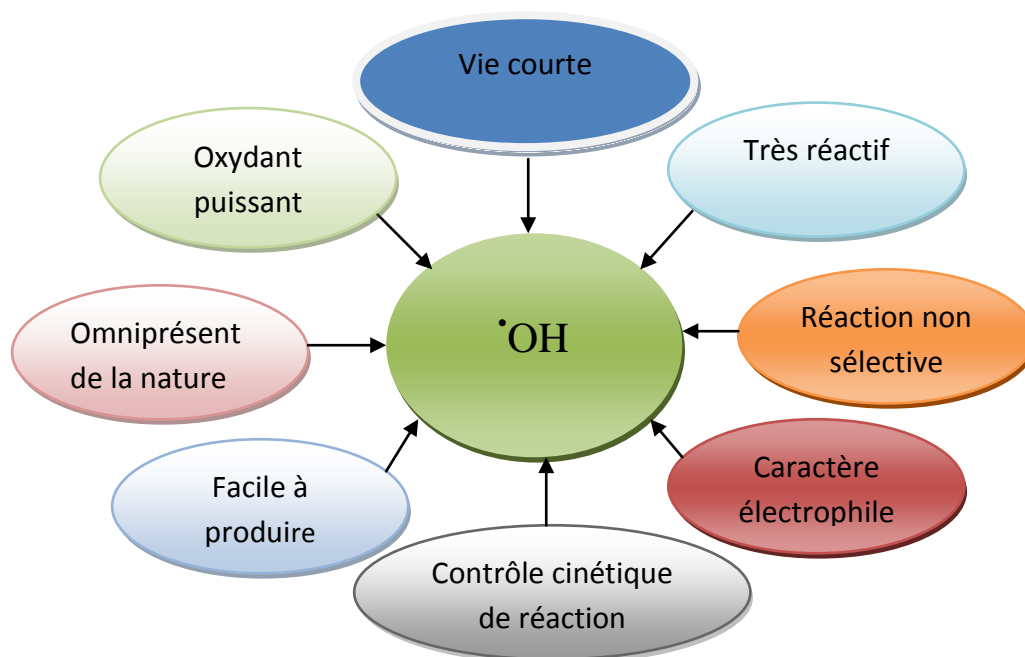 Vie courte
Oxydant
puissant
Très réactif
Omniprésent
de la nature
•OH
Réaction non
sélective
Facile à
produire
Caractère
électrophile
Contrôle cinétique
de réaction